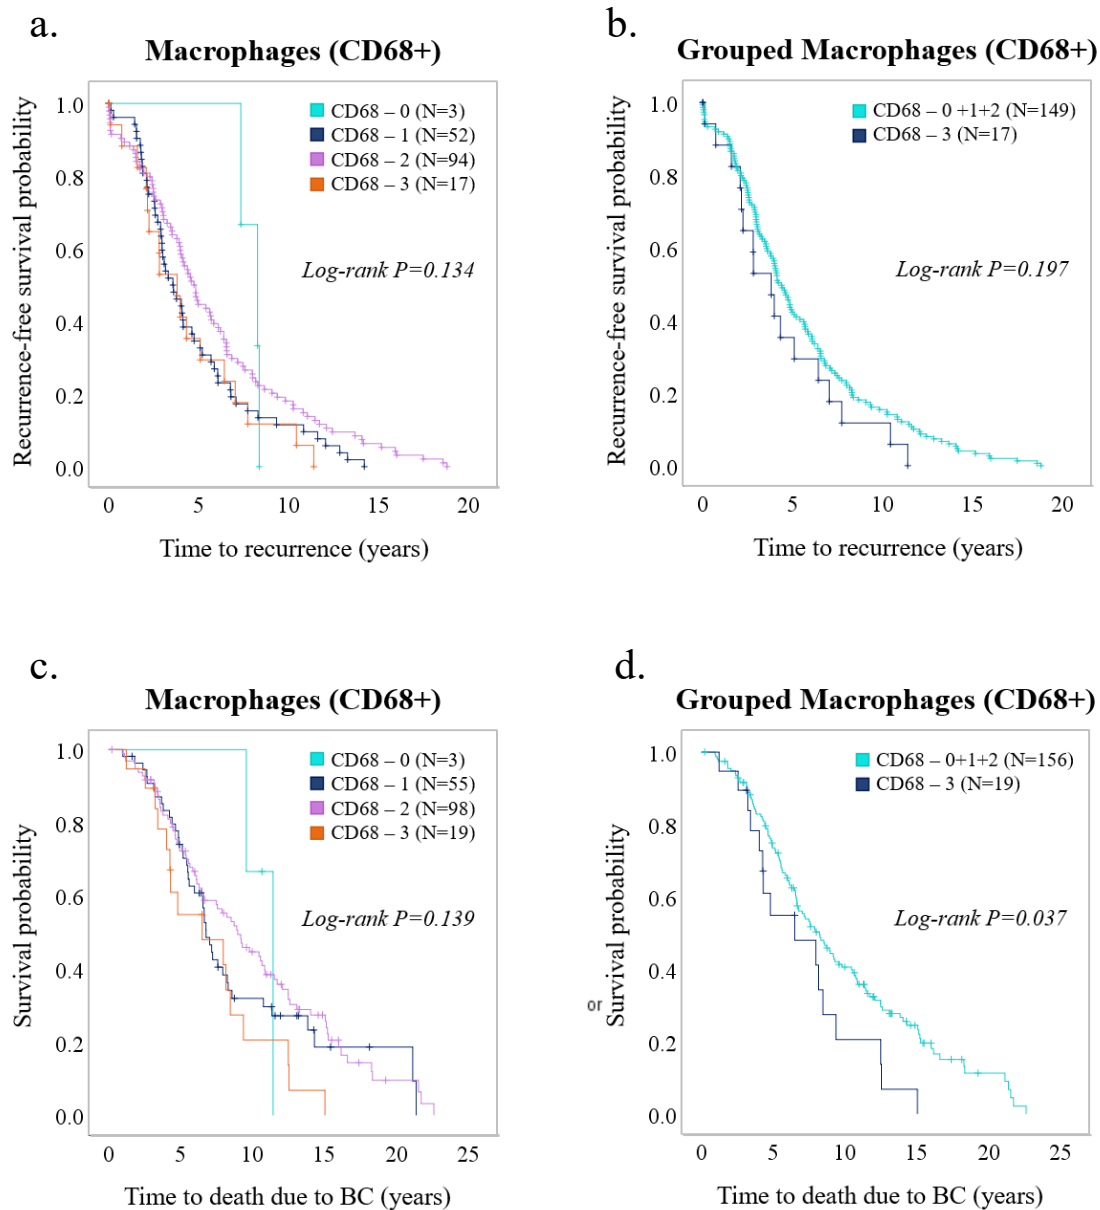 a.
Macrophages (CD68+)
Recurrence-free survival probability
1.0
0.8
0.6
0.4
0.2
0.0
CD68 – 0 (N=3)
CD68 – 1 (N=52)
CD68 – 2 (N=94)
CD68 – 3 (N=17)
Log-rank P=0.134
0 5 10 15 20
Time to recurrence (years)
b.
Grouped Macrophages (CD68+)
Recurrence-free survival probability
1.0
0.8
0.6
0.4
0.2
0.0
CD68 – 0 +1+2 (N=149)
CD68 – 3 (N=17)
Log-rank P=0.197
0 5 10 15 20
Time to recurrence (years)
c.
Macrophages (CD68+)
Survival probability
1.0
0.8
0.6
0.4
0.2
0.0
CD68 – 0 (N=3)
CD68 – 1 (N=55)
CD68 – 2 (N=98)
CD68 – 3 (N=19)
Log-rank P=0.139
0 5 10 15 20 25
Time to death due to BC (years)
d.
Grouped Macrophages (CD68+)
or
Survival probability
1.0
0.8
0.6
0.4
0.2
0.0
CD68 – 0+1+2 (N=156)
CD68 – 3 (N=19)
Log-rank P=0.037
0 5 10 15 20 25
Time to death due to BC (years)